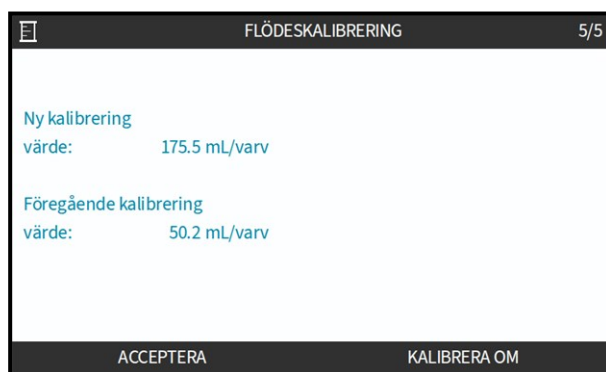 FLÖDESKALIBRERING 5/5
Ny kalibrering
värde: 175.5 mL/varv
Föregående kalibrering
värde: 50.2 mL/varv
ACCEPTERA KALIBRERA OM